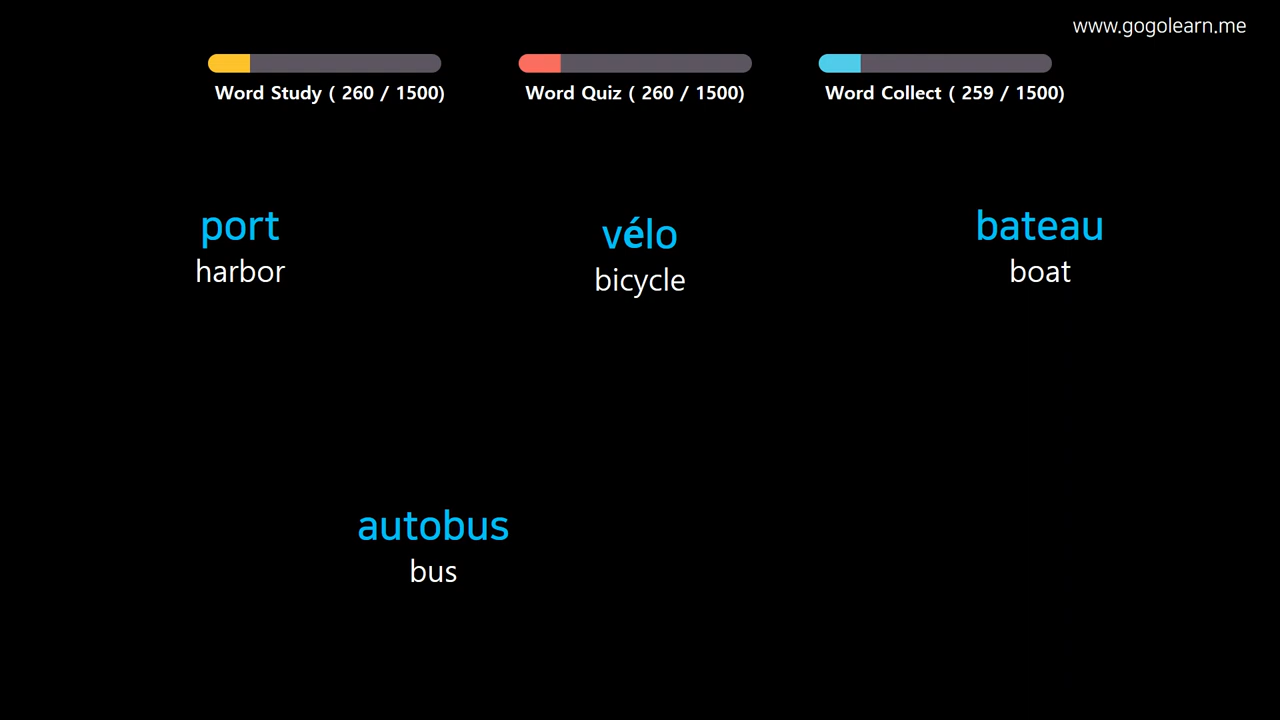 www.gogolearn.me
Word Study ( 260 / 1500)
Word Quiz ( 260 / 1500)
Word Collect ( 259 / 1500)
port
harbor
vélo
bicycle
bateau
boat
autobus
bus